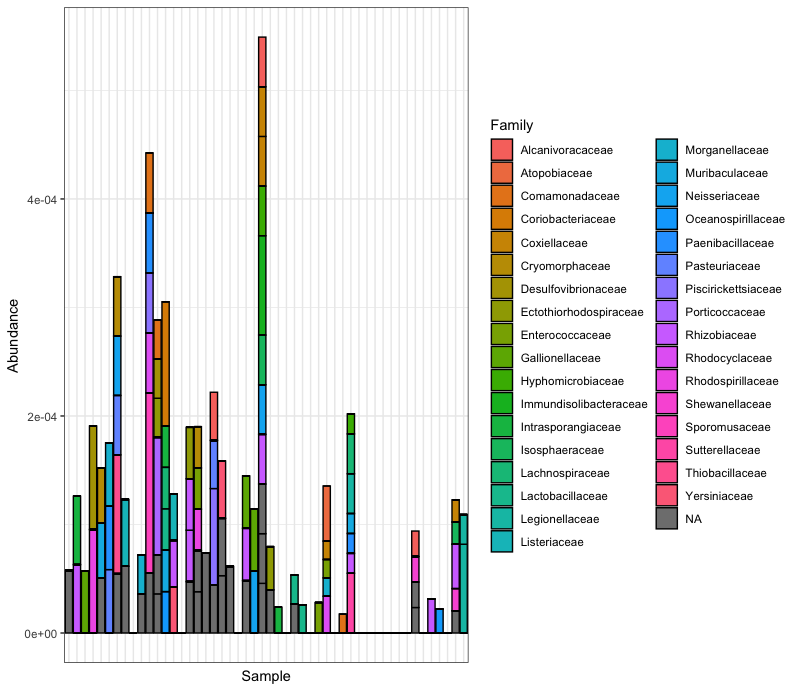 Family
Alcanivoracaceae
Atopobiaceae
Comamonadaceae
Coriobacteriaceae
Coxiellaceae
Cryomorphaceae
Desulfovibrionaceae
Ectothiorhodospiraceae
Enterococcaceae
Gallionellaceae
Hyphomicrobiaceae
Immundisolibacteraceae
Intrasporangiaceae
Isosphaeraceae
Lachnospiraceae
Lactobacillaceae
Legionellaceae
Listeriaceae
Morganellaceae
Muribaculaceae
Neisseriaceae
Oceanospirillaceae
Paenibacillaceae
Pasteuriaceae
Piscirickettsiaceae
Porticoccaceae
Rhizobiaceae
Rhodocyclaceae
Rhodospirillaceae
Shewanellaceae
Sporomusaceae
Sutterellaceae
Thiobacillaceae
Yersiniaceae
NA
Abundance
4e-04
2e-04
0e+00
Sample